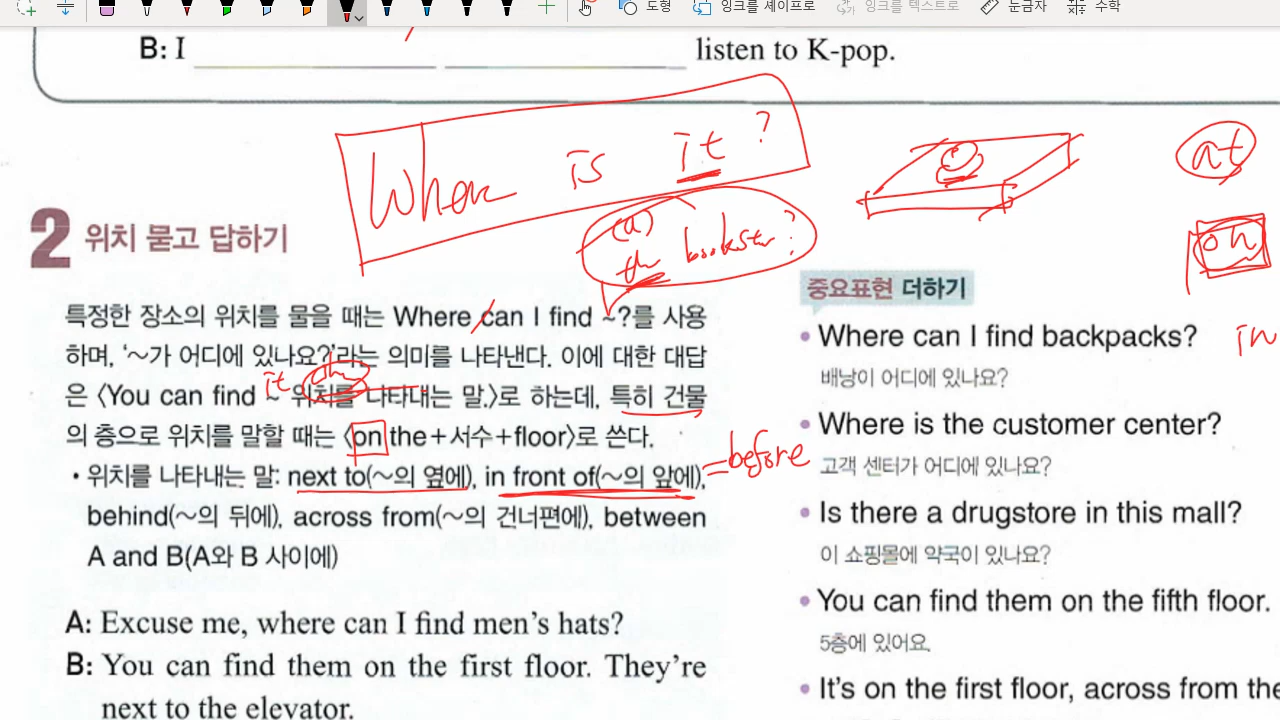 도형 잉크를 셰이프로 잉크를 텍스트로 눈금자 수학
B: I ________ ________ listen to K-pop.
Where is it?
at
(a)
the bookstore?
on
2 위치 묻고 답하기
특정한 장소의 위치를 물을 때는 Where can I find ~?를 사용
하며, '~가 어디에 있나요?'라는 의미를 나타낸다. 이에 대한 대답
it on
은 〈You can find ~ 위치를 나타내는 말.〉로 하는데, 특히 건물
의 층으로 위치를 말할 때는 〈on the+서수+floor〉로 쓴다.
• 위치를 나타내는 말: next to(~의 옆에), in front of(~의 앞에), =before
behind(~의 뒤에), across from(~의 건너편에), between
A and B(A와 B 사이에)
A: Excuse me, where can I find men's hats?
B: You can find them on the first floor. They're
next to the elevator.
중요표현 더하기
• Where can I find backpacks? in
배낭이 어디에 있나요?
• Where is the customer center?
고객 센터가 어디에 있나요?
• Is there a drugstore in this mall?
이 쇼핑몰에 약국이 있나요?
• You can find them on the fifth floor.
5층에 있어요.
• It's on the first floor, across from the